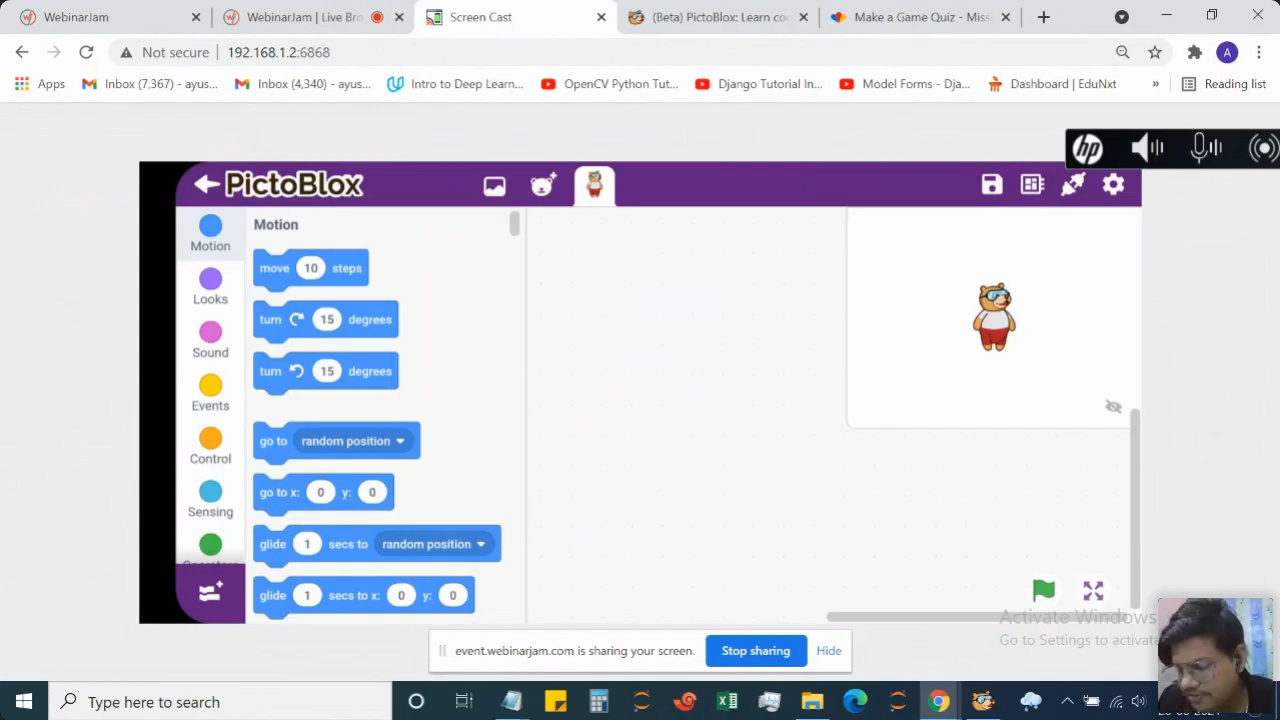 WebinarJam
WebinarJam | Live Bro
Screen Cast
(Beta) PictoBlox: Learn co
Make a Game Quiz - Miss
Not secure
192.168.1.2:6868
A
Apps
Inbox (7,367) - ayus...
Inbox (4,340) - ayus...
Intro to Deep Learn...
OpenCV Python Tut...
Django Tutorial In...
Model Forms - Dja...
Dashboard | EduNxt
»
Reading list
hp
PictoBlox
Motion
Looks
Sound
Events
Control
Sensing
Motion
move 10 steps
turn 15 degrees
turn 15 degrees
go to random position
go to x: 0 y: 0
glide 1 secs to random position
glide 1 secs to x: 0 y: 0
Activate Windows
Go to Settings to activate
event.webinarjam.com is sharing your screen.
Stop sharing
Hide
Type here to search